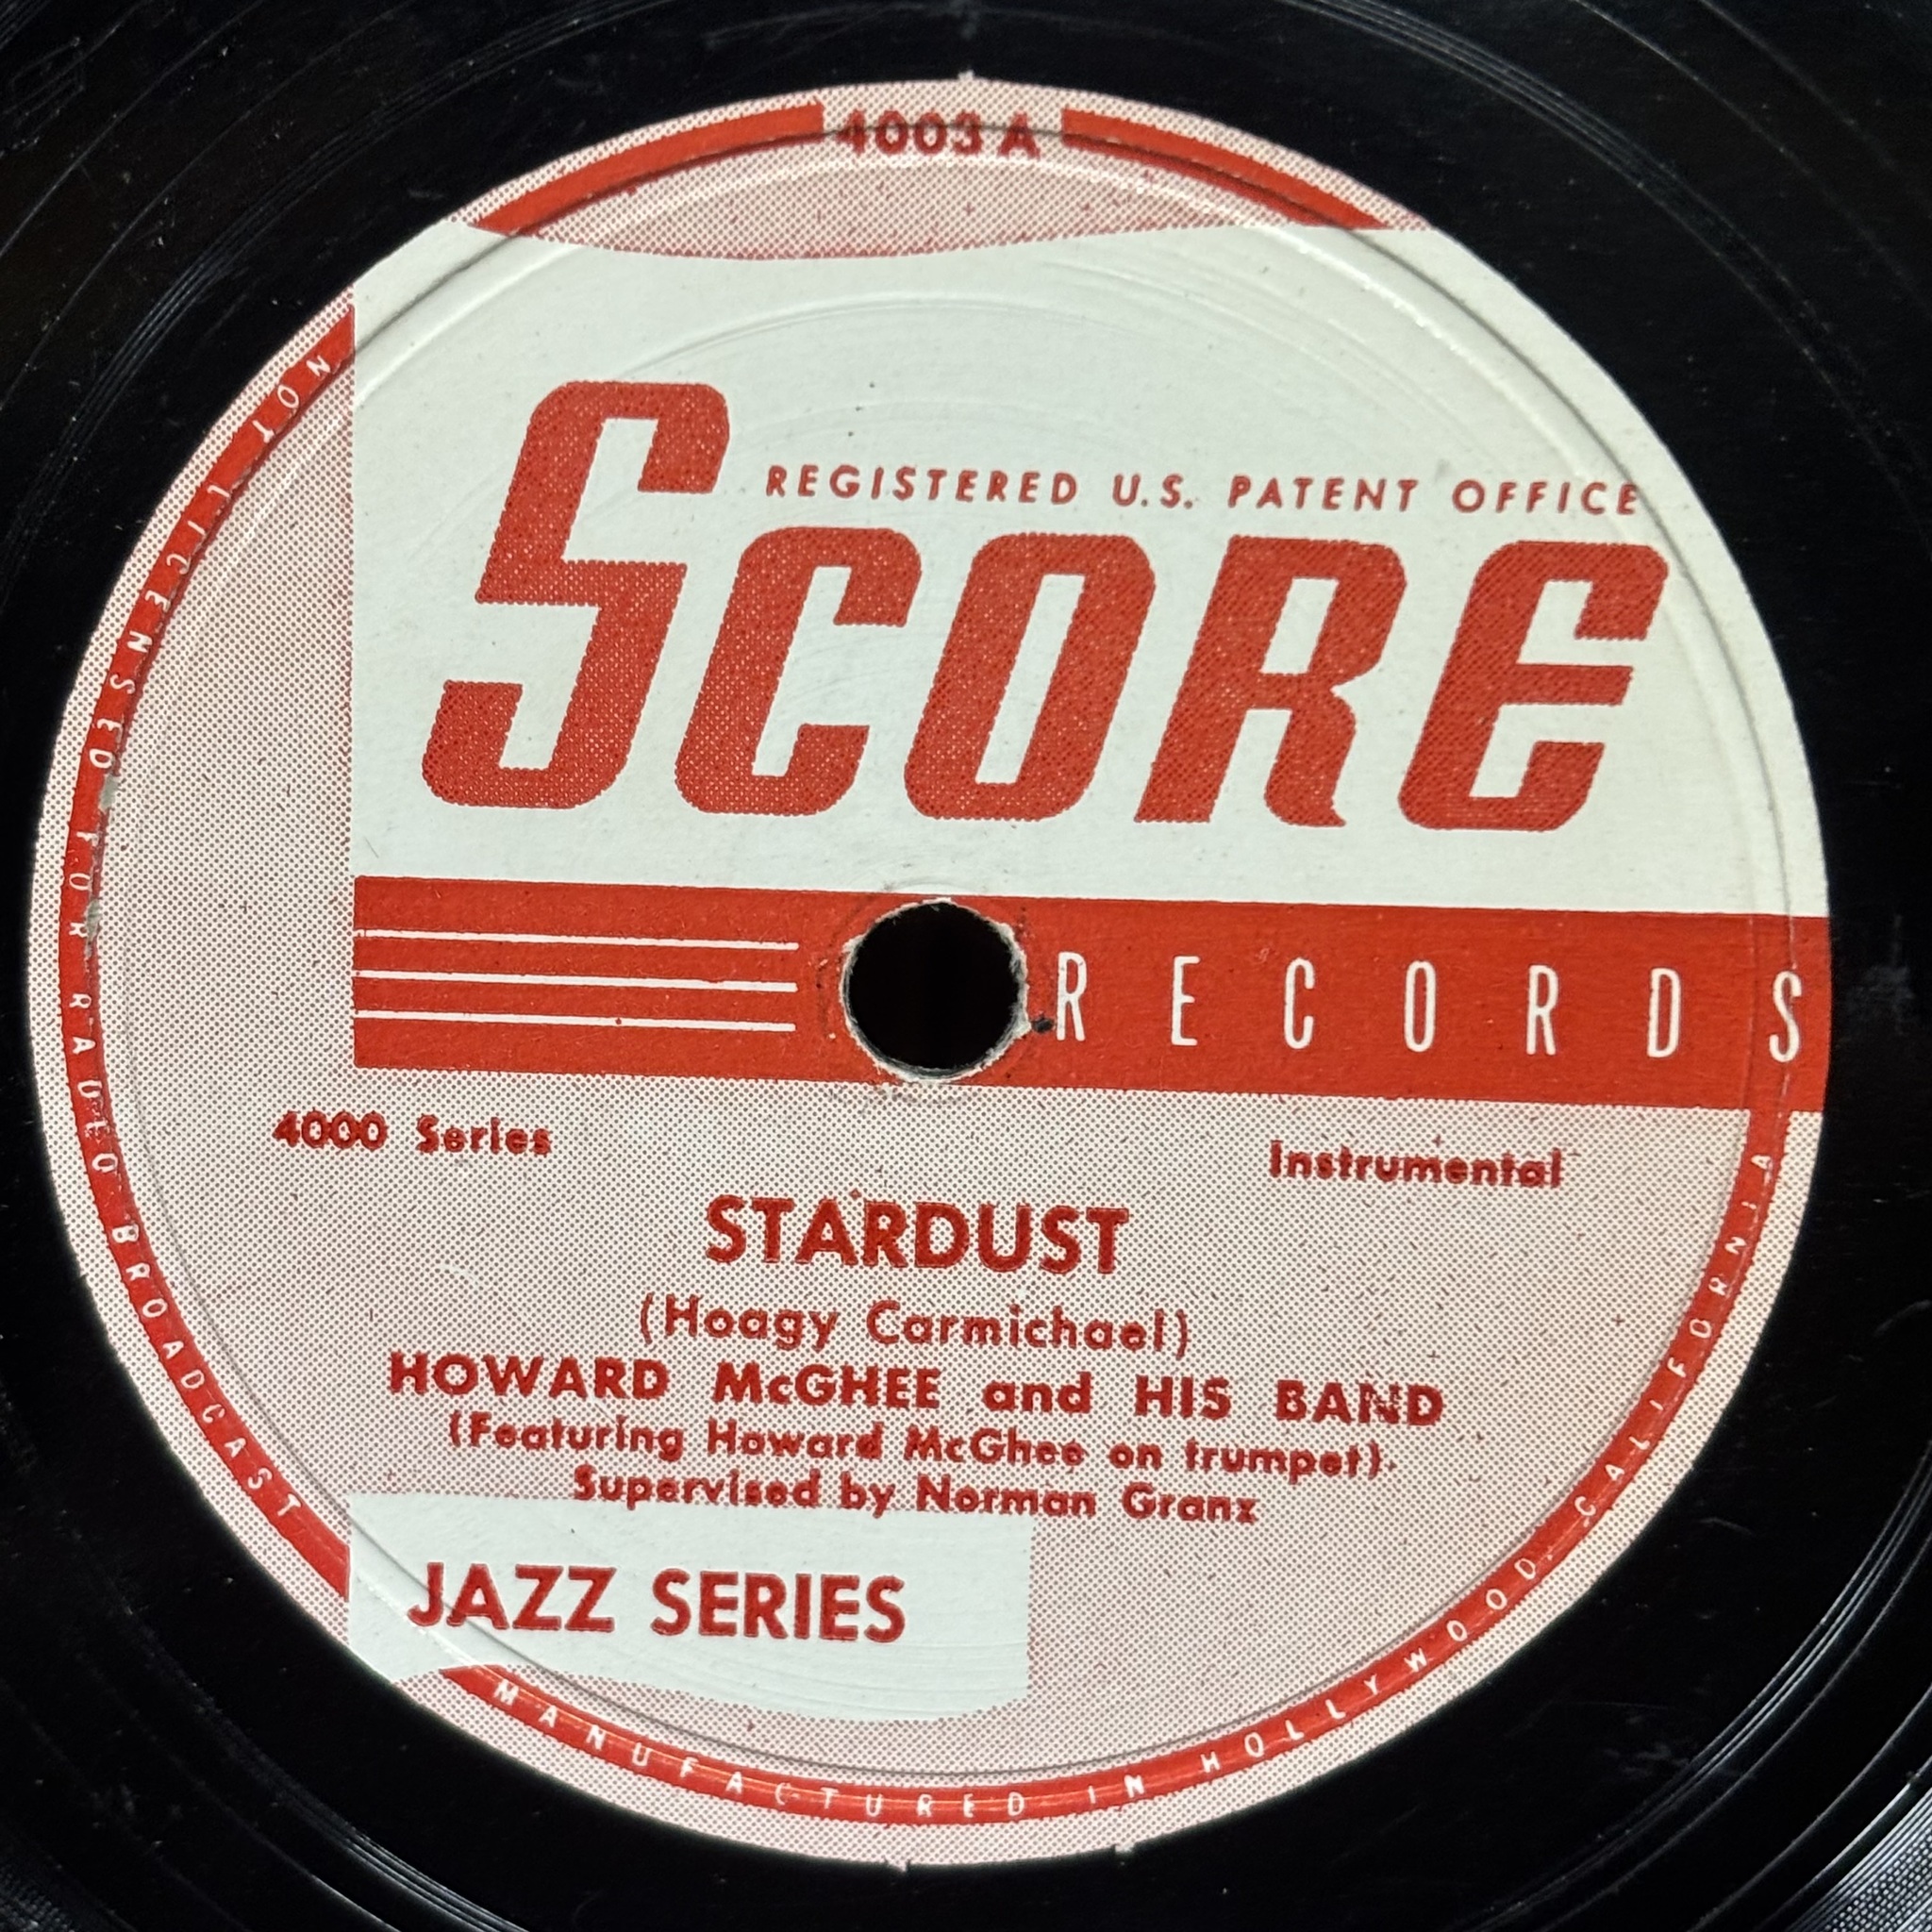 4003 A
REGISTERED U.S. PATENT OFFICE
SCORE
RECORDS
4000 Series
Instrumental
STARDUST
(Hoagy Carmichael)
HOWARD McGHEE and HIS BAND
(Featuring Howard McGhee on trumpet).
Supervised by Norman Granz
JAZZ SERIES
NOT LICENSED FOR RADIO BROADCAST
MANUFACTURED IN HOLLYWOOD, CALIFORNIA